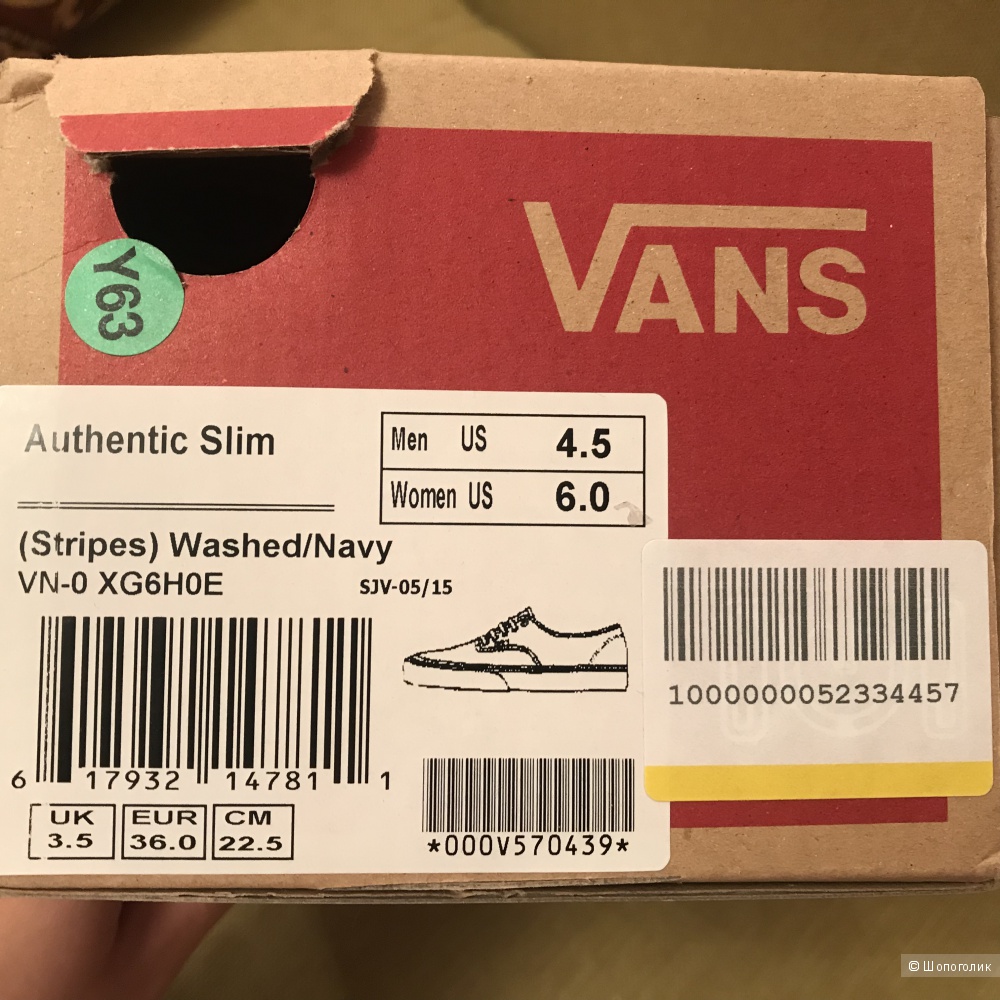 VANS
Y63
Authentic Slim
Men US 4.5
Women US 6.0
(Stripes) Washed/Navy
VN-0 XG6H0E
SJV-05/15
1000000052334457
6 17932 14781 1
UK 3.5
EUR 36.0
CM 22.5
*000V570439*
© Шопоголик